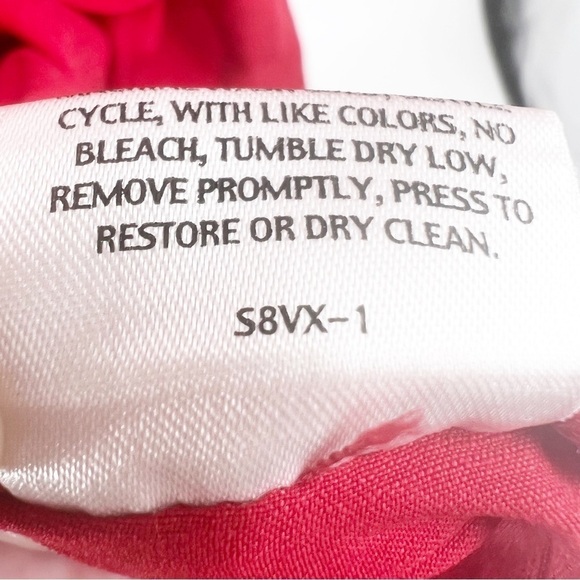 CYCLE, WITH LIKE COLORS, NO
BLEACH, TUMBLE DRY LOW,
REMOVE PROMPTLY, PRESS TO
RESTORE OR DRY CLEAN.
S8VX-1